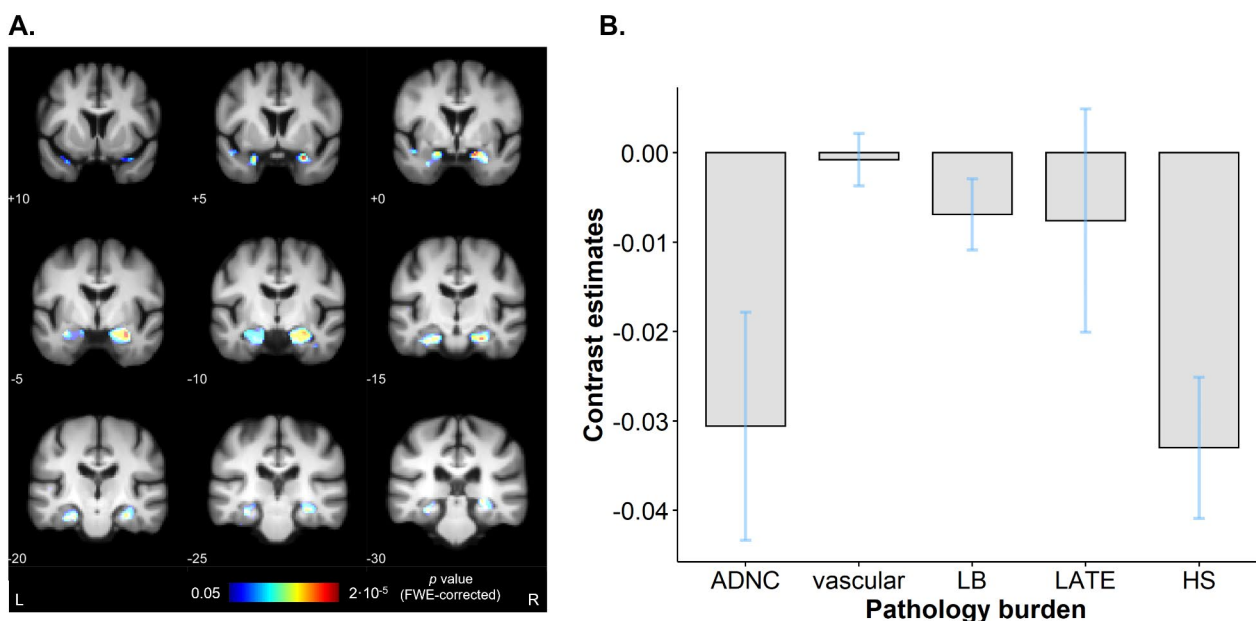 A.
+10
+5
+0
-5
-10
-15
-20
-25
-30
L
0.05
2·10⁻⁵
p value
(FWE-corrected)
R
B.
Contrast estimates
0.00
-0.01
-0.02
-0.03
-0.04
ADNC
vascular
LB
LATE
HS
Pathology burden